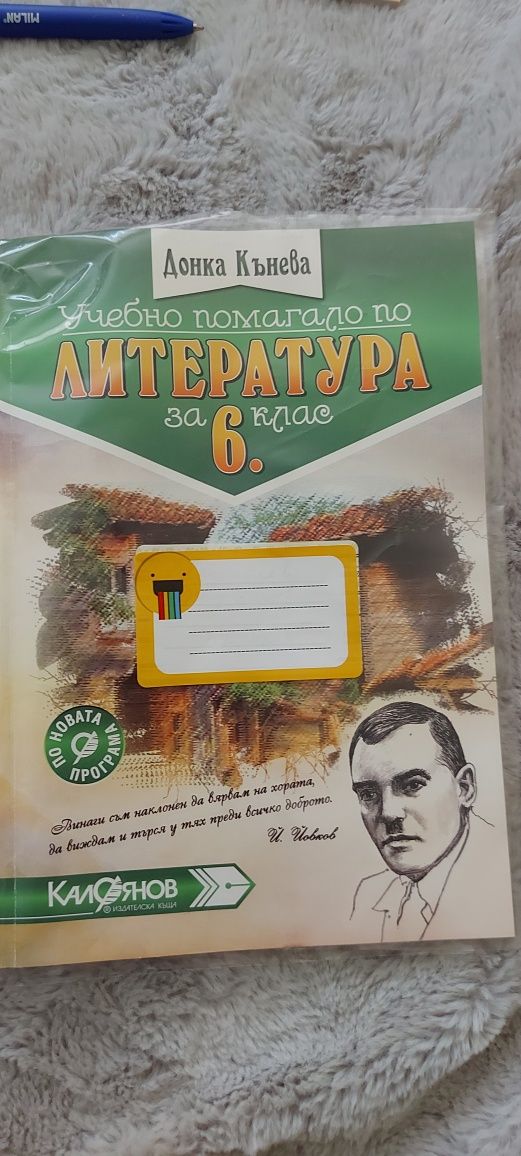 MILAN
Донка Кънева
Учебно помагало по
ЛИТЕРАТУРА
за 6. клас
ПО НОВАТА ПРОГРАМА
Винаги съм наклонен да вярвам на хората,
да виждам и търся у тях преди всичко доброто.
Й. Йовков
КАЛОЯНОВ
ИЗДАТЕЛСКА КЪЩА